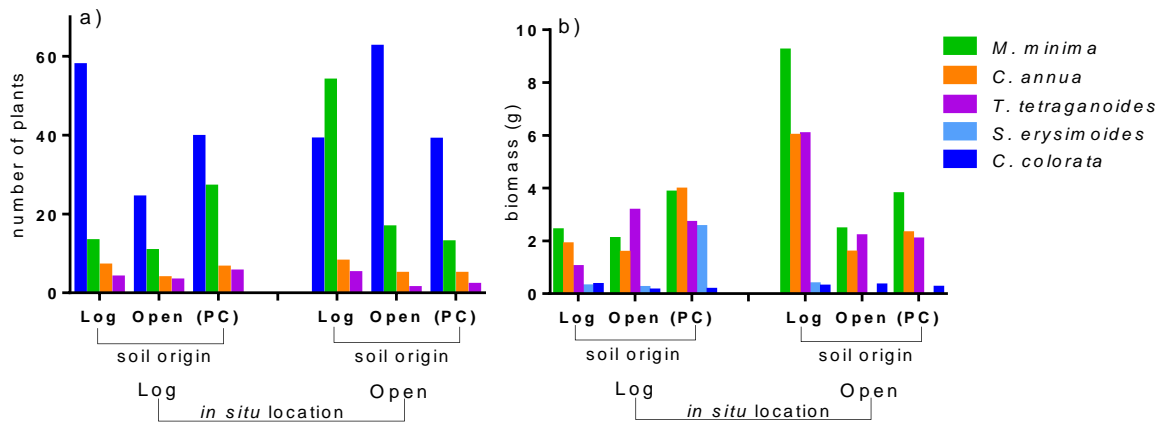 a)
number of plants
60
40
20
0
Log Open (PC) Log Open (PC)
soil origin soil origin
Log Open
in situ location
b)
biomass (g)
10
8
6
4
2
0
Log Open (PC) Log Open (PC)
soil origin soil origin
Log Open
in situ location
M. minima
C. annua
T. tetraganoides
S. erysimoides
C. colorata